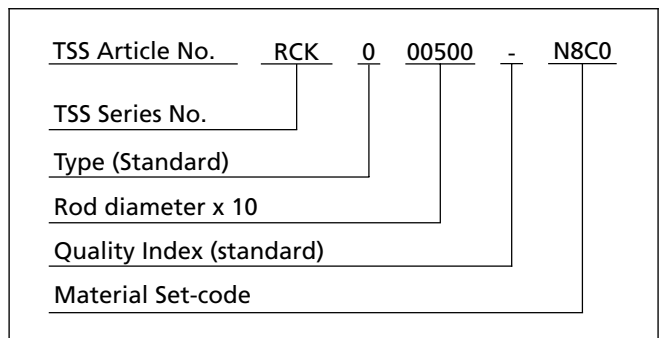 TSS Article No. RCK 0 00500 - N8C0
TSS Series No.
Type (Standard)
Rod diameter x 10
Quality Index (standard)
Material Set-code